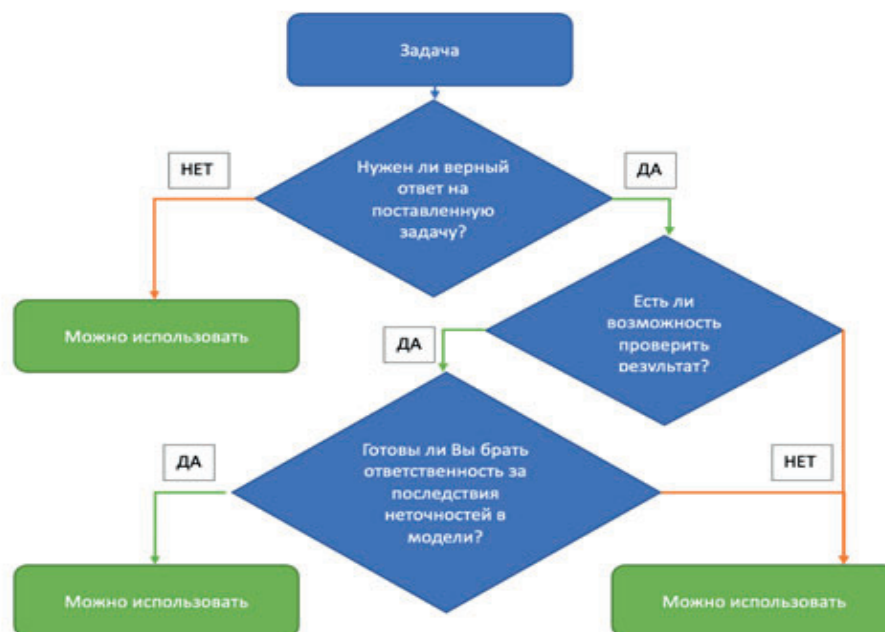 Задача
НЕТ
Нужен ли верный
ответ на
поставленную
задачу?
ДА
Можно использовать
Есть ли
возможность
проверить
результат?
ДА
ДА
Готовы ли Вы брать
ответственность за
последствия
неточностей в
модели?
НЕТ
Можно использовать
Можно использовать